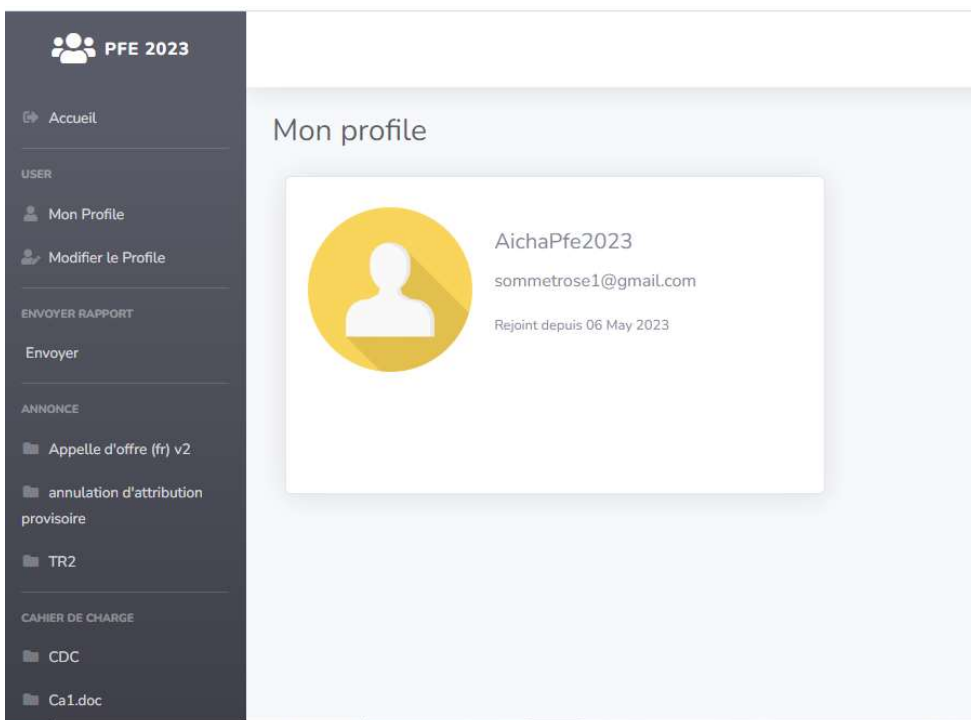 PFE 2023
Accueil
USER
Mon Profile
Modifier le Profile
ENVOYER RAPPORT
Envoyer
ANNONCE
Appelle d'offre (fr) v2
annulation d'attribution
provisoire
TR2
CAHIER DE CHARGE
CDC
Ca1.doc
Mon profile
AichaPfe2023
sommetrose1@gmail.com
Rejoint depuis 06 May 2023